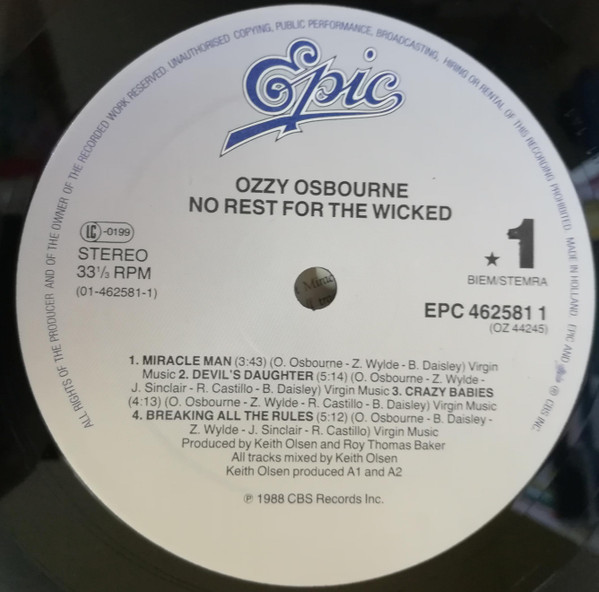 ALL RIGHTS OF THE PRODUCER AND OF THE OWNER OF THE RECORDED WORK RESERVED. UNAUTHORISED COPYING, PUBLIC PERFORMANCE, BROADCASTING, HIRING OR RENTAL OF THIS RECORDING PROHIBITED. MADE IN HOLLAND. EPIC AND ® CBS INC.
Epic
OZZY OSBOURNE
NO REST FOR THE WICKED
LC -0199
STEREO
33⅓ RPM
(01-462581-1)
★ 1
BIEM/STEMRA
EPC 462581 1
(OZ 44245)
1. MIRACLE MAN (3:43) (O. Osbourne - Z. Wylde - B. Daisley) Virgin
Music 2. DEVIL'S DAUGHTER (5:14) (O. Osbourne - Z. Wylde -
J. Sinclair - R. Castillo - B. Daisley) Virgin Music 3. CRAZY BABIES
(4:13) (O. Osbourne - Z. Wylde - R. Castillo - B. Daisley) Virgin Music
4. BREAKING ALL THE RULES (5:12) (O. Osbourne - B. Daisley -
Z. Wylde - J. Sinclair - R. Castillo) Virgin Music
Produced by Keith Olsen and Roy Thomas Baker
All tracks mixed by Keith Olsen
Keith Olsen produced A1 and A2
℗ 1988 CBS Records Inc.